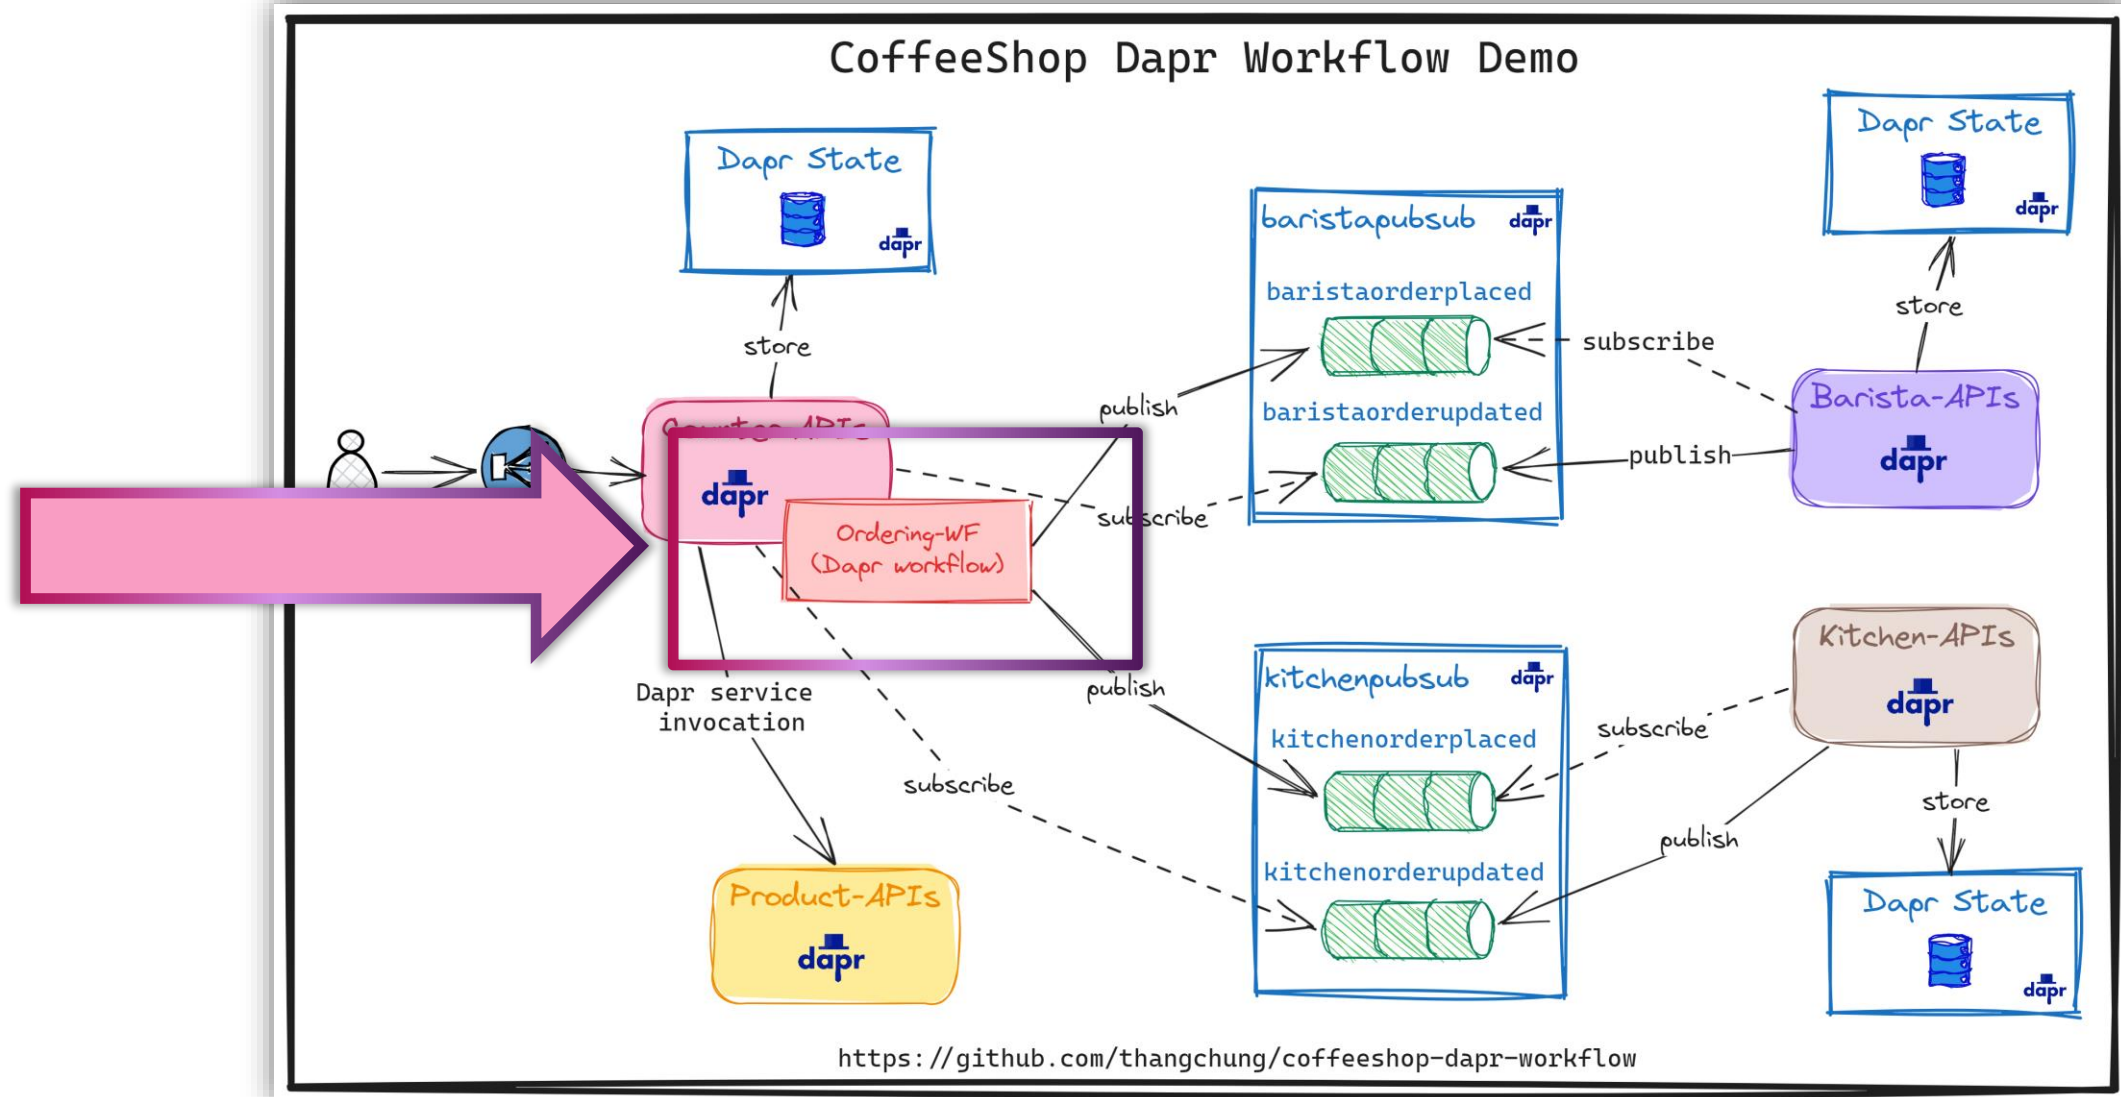 CoffeeShop Dapr Workflow Demo
Dapr State
dapr
store
Counter-APIs
dapr
Ordering-WF
(Dapr workflow)
Dapr service
invocation
Product-APIs
dapr
publish
subscribe
publish
subscribe
baristapubsub
dapr
baristaorderplaced
baristaorderupdated
kitchenpubsub
dapr
kitchenorderplaced
kitchenorderupdated
subscribe
publish
subscribe
publish
Dapr State
dapr
store
Barista-APIs
dapr
Kitchen-APIs
dapr
store
Dapr State
dapr
https://github.com/thangchung/coffeeshop-dapr-workflow